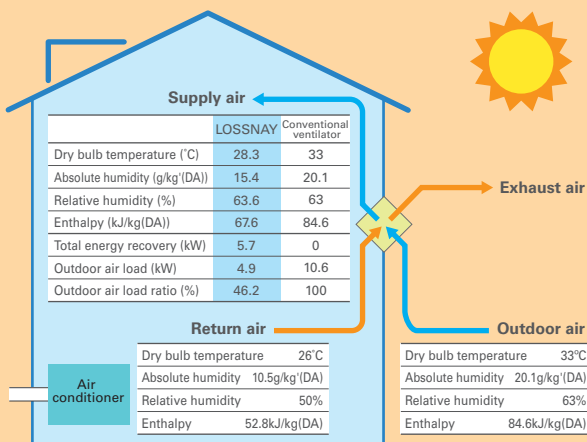 Supply air
LOSSNAY Conventional ventilator
Dry bulb temperature (˚C) 28.3 33
Absolute humidity (g/kg'(DA)) 15.4 20.1
Relative humidity (%) 63.6 63
Enthalpy (kJ/kg(DA)) 67.6 84.6
Total energy recovery (kW) 5.7 0
Outdoor air load (kW) 4.9 10.6
Outdoor air load ratio (%) 46.2 100
Exhaust air
Return air
Dry bulb temperature 26˚C
Absolute humidity 10.5g/kg'(DA)
Relative humidity 50%
Enthalpy 52.8kJ/kg(DA)
Outdoor air
Dry bulb temperature 33ºC
Absolute humidity 20.1g/kg'(DA)
Relative humidity 63%
Enthalpy 84.6kJ/kg(DA)
Air
conditioner